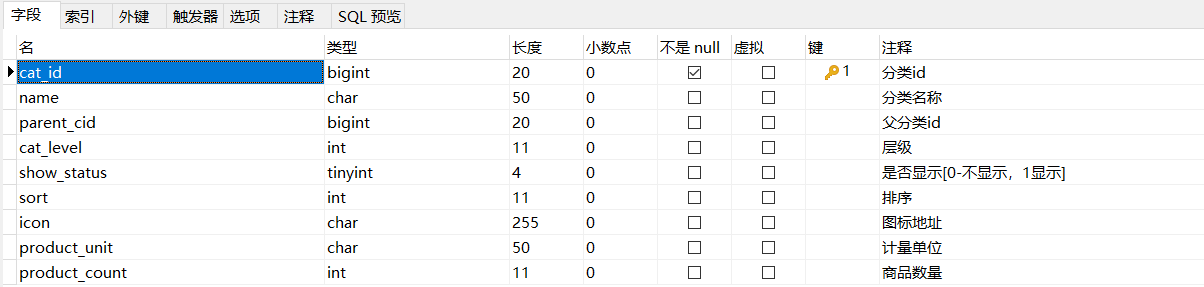 字段 索引 外键 触发器 选项 注释 SQL 预览
名 类型 长度 小数点 不是 null 虚拟 键 注释
cat_id bigint 20 0 1 分类id
name char 50 0 分类名称
parent_cid bigint 20 0 父分类id
cat_level int 11 0 层级
show_status tinyint 4 0 是否显示[0-不显示，1显示]
sort int 11 0 排序
icon char 255 0 图标地址
product_unit char 50 0 计量单位
product_count int 11 0 商品数量